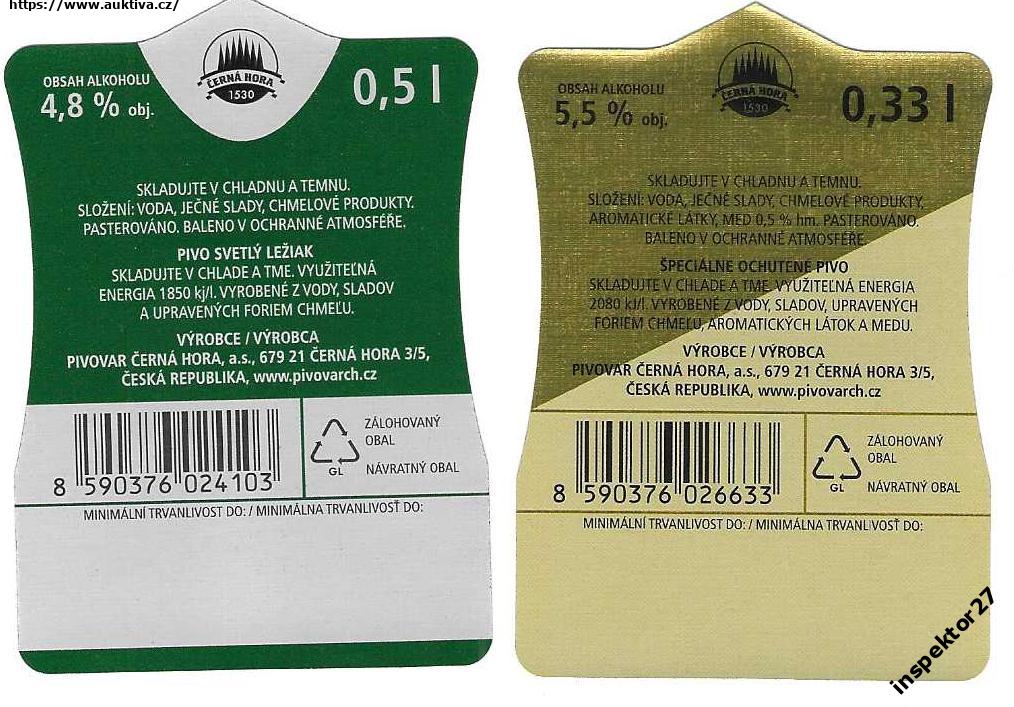 https://www.auktiva.cz/
OBSAH ALKOHOLU
4,8 % obj.
ČERNÁ HORA
1530
0,5 l
SKLADUJTE V CHLADNU A TEMNU.
SLOŽENÍ: VODA, JEČNÉ SLADY, CHMELOVÉ PRODUKTY.
PASTEROVÁNO. BALENO V OCHRANNÉ ATMOSFÉŘE.
PIVO SVETLÝ LEŽIAK
SKLADUJTE V CHLADE A TME. VYUŽITEĽNÁ
ENERGIA 1850 kj/l. VYROBENÉ Z VODY, SLADOV
A UPRAVENÝCH FORIEM CHMEĽU.
VÝROBCE / VÝROBCA
PIVOVAR ČERNÁ HORA, a.s., 679 21 ČERNÁ HORA 3/5,
ČESKÁ REPUBLIKA, www.pivovarch.cz
8 590376 024103
GL
ZÁLOHOVANÝ
OBAL
NÁVRATNÝ OBAL
MINIMÁLNÍ TRVANLIVOST DO: / MINIMÁLNA TRVANLIVOSŤ DO:
OBSAH ALKOHOLU
5,5 % obj.
ČERNÁ HORA
1530
0,33 l
SKLADUJTE V CHLADNU A TEMNU.
SLOŽENÍ: VODA, JEČNÉ SLADY, CHMELOVÉ PRODUKTY,
AROMATICKÉ LÁTKY, MED 0,5 % hm. PASTEROVÁNO.
BALENO V OCHRANNÉ ATMOSFÉŘE.
ŠPECIÁLNE OCHUTENÉ PIVO
SKLADUJTE V CHLADE A TME. VYUŽITEĽNÁ ENERGIA
2080 kJ/l. VYROBENÉ Z VODY, SLADOV, UPRAVENÝCH
FORIEM CHMEĽU, AROMATICKÝCH LÁTOK A MEDU.
VÝROBCE / VÝROBCA
PIVOVAR ČERNÁ HORA, a.s., 679 21 ČERNÁ HORA 3/5,
ČESKÁ REPUBLIKA, www.pivovarch.cz
8 590376 026633
GL
ZÁLOHOVANÝ
OBAL
NÁVRATNÝ OBAL
MINIMÁLNÍ TRVANLIVOST DO: / MINIMÁLNA TRVANLIVOSŤ DO:
inspektor27